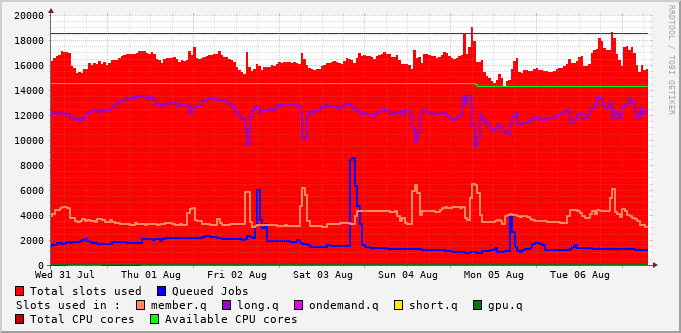 20000
18000
16000
14000
12000
10000
8000
6000
4000
2000
0
Wed 31 Jul Thu 01 Aug Fri 02 Aug Sat 03 Aug Sun 04 Aug Mon 05 Aug Tue 06 Aug
Total slots used Queued Jobs
Slots used in : member.q long.q ondemand.q short.q gpu.q
Total CPU cores Available CPU cores
RRDTOOL / TOBI OETIKER